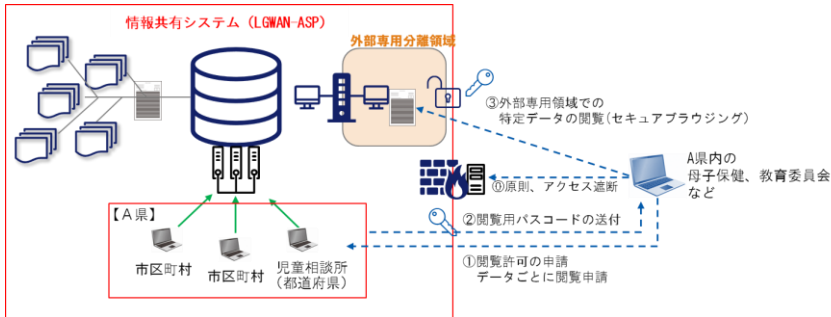 情報共有システム（LGWAN-ASP）
外部専用分離領域
③外部専用領域での
特定データの閲覧(セキュアブラウジング)
A県内の
母子保健、教育委員会
など
⓪原則、アクセス遮断
【A県】
②閲覧用パスコードの送付
市区町村
市区町村
児童相談所
(都道府県)
①閲覧許可の申請
データごとに閲覧申請